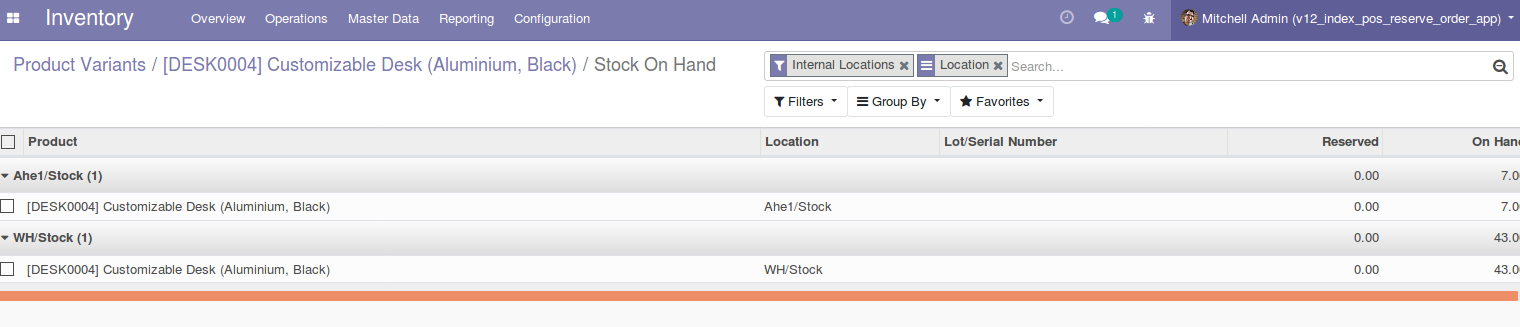 Inventory Overview Operations Master Data Reporting Configuration 1 Mitchell Admin (v12_index_pos_reserve_order_app)
Product Variants / [DESK0004] Customizable Desk (Aluminium, Black) / Stock On Hand
Internal Locations Location Search...
Filters Group By Favorites
Product Location Lot/Serial Number Reserved On Hand
Ahe1/Stock (1) 0.00 7.0
[DESK0004] Customizable Desk (Aluminium, Black) Ahe1/Stock 0.00 7.0
WH/Stock (1) 0.00 43.0
[DESK0004] Customizable Desk (Aluminium, Black) WH/Stock 0.00 43.0